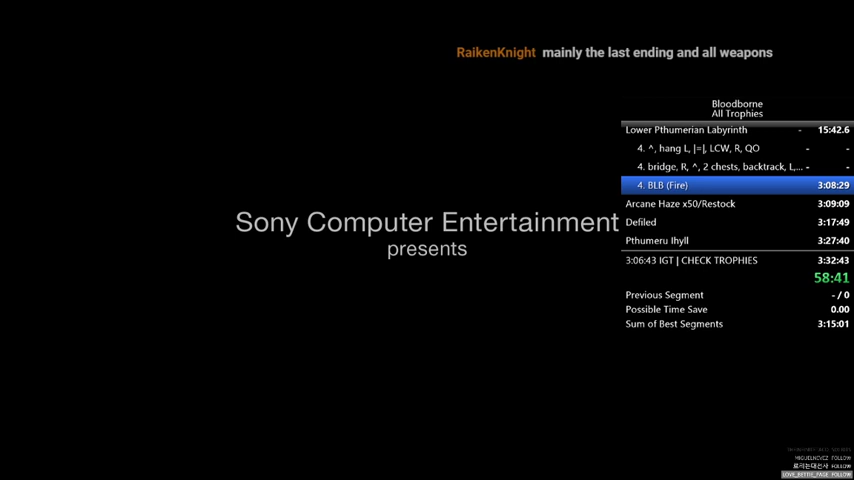 RaikenKnight mainly the last ending and all weapons
Bloodborne
All Trophies
Lower Pthumerian Labyrinth - 15:42.6
4. ^, hang L, |=|, LCW, R, QO - -
4. bridge, R, ^, 2 chests, backtrack, L,... - -
4. BLB (Fire) 3:08:29
Arcane Haze x50/Restock 3:09:09
Defiled 3:17:49
Pthumeru Ihyll 3:27:40
3:06:43 IGT | CHECK TROPHIES 3:32:43
58:41
Previous Segment - / 0
Possible Time Save 0.00
Sum of Best Segments 3:15:01
Sony Computer Entertainment
presents
FOLLOW
FOLLOW
LOVE_BETTIE_PAGE FOLLOW